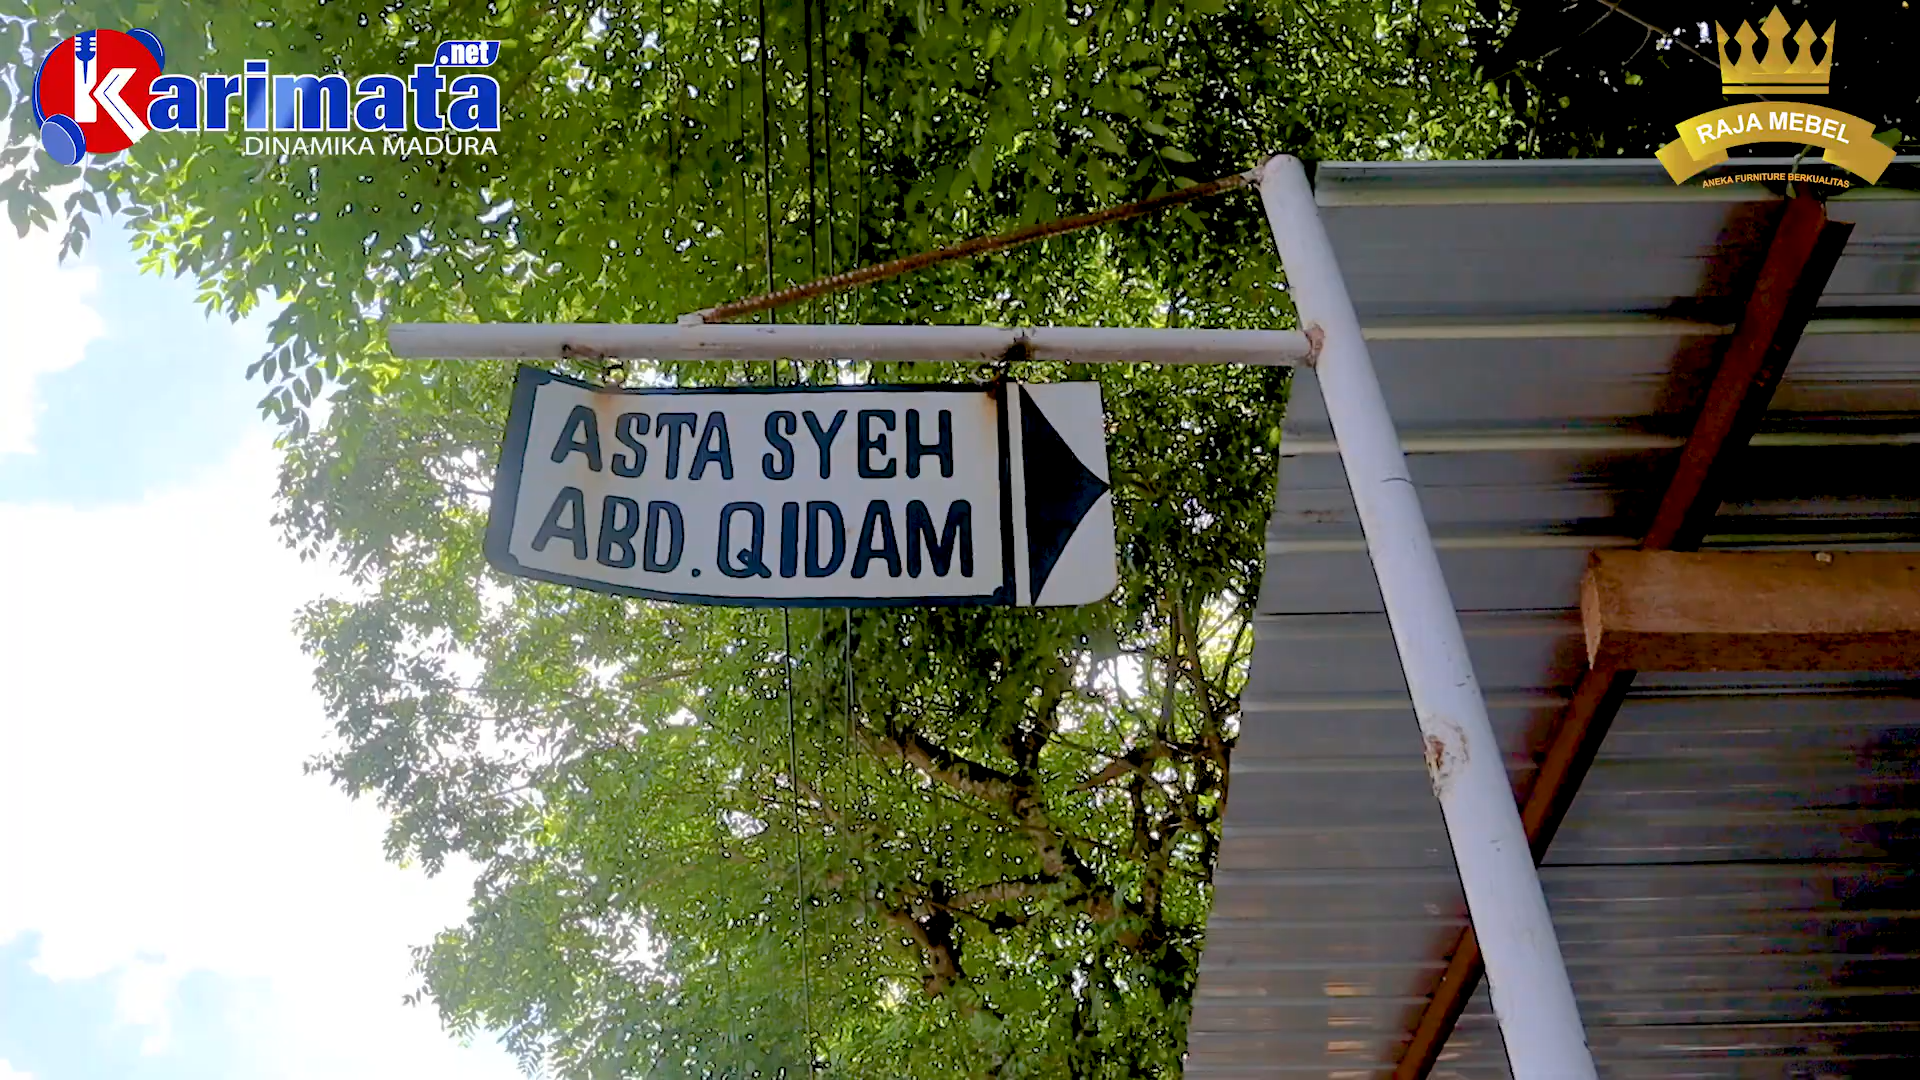 Karimata
.net
DINAMIKA MADURA
RAJA MEBEL
ANEKA FURNITURE BERKUALITAS
ASTA SYEH
ABD. QIDAM